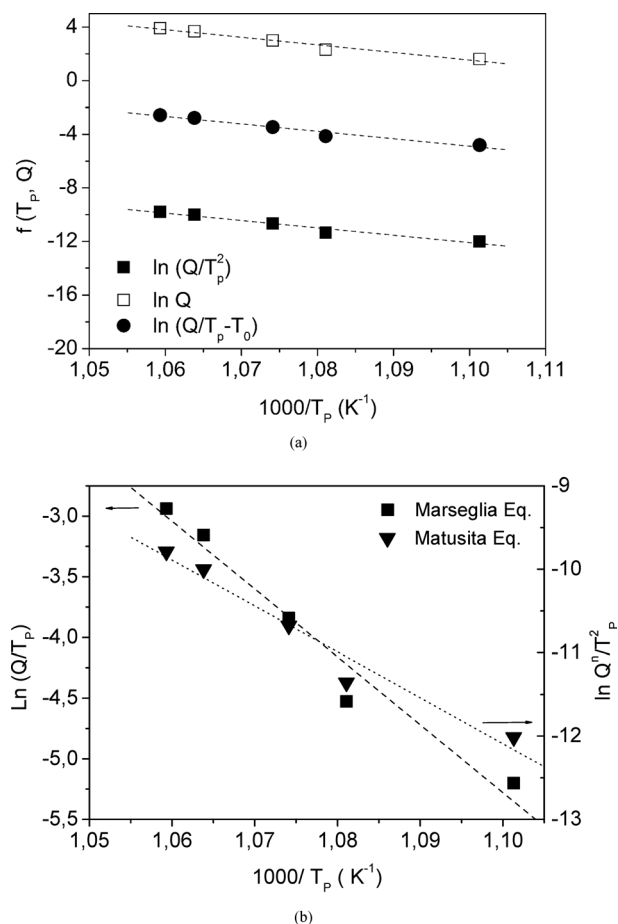 4
0
-4
-8
-12
-16
-20
f (T_P, Q)
ln (Q/T_p^2)
ln Q
ln (Q/T_p-T_0)
1,05 1,06 1,07 1,08 1,09 1,10 1,11
1000/T_P (K^-1)
(a)
-3,0
-3,5
-4,0
-4,5
-5,0
-5,5
Ln (Q/T_P)
Marseglia Eq.
Matusita Eq.
-9
-10
-11
-12
-13
ln Q^n/T^2_P
1,05 1,06 1,07 1,08 1,09 1,10
1000/ T_P ( K^-1)
(b)